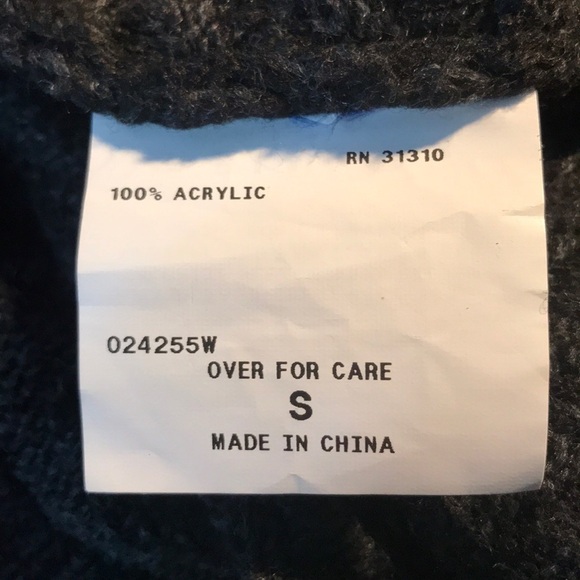 RN 31310
100% ACRYLIC
024255W
OVER FOR CARE
S
MADE IN CHINA